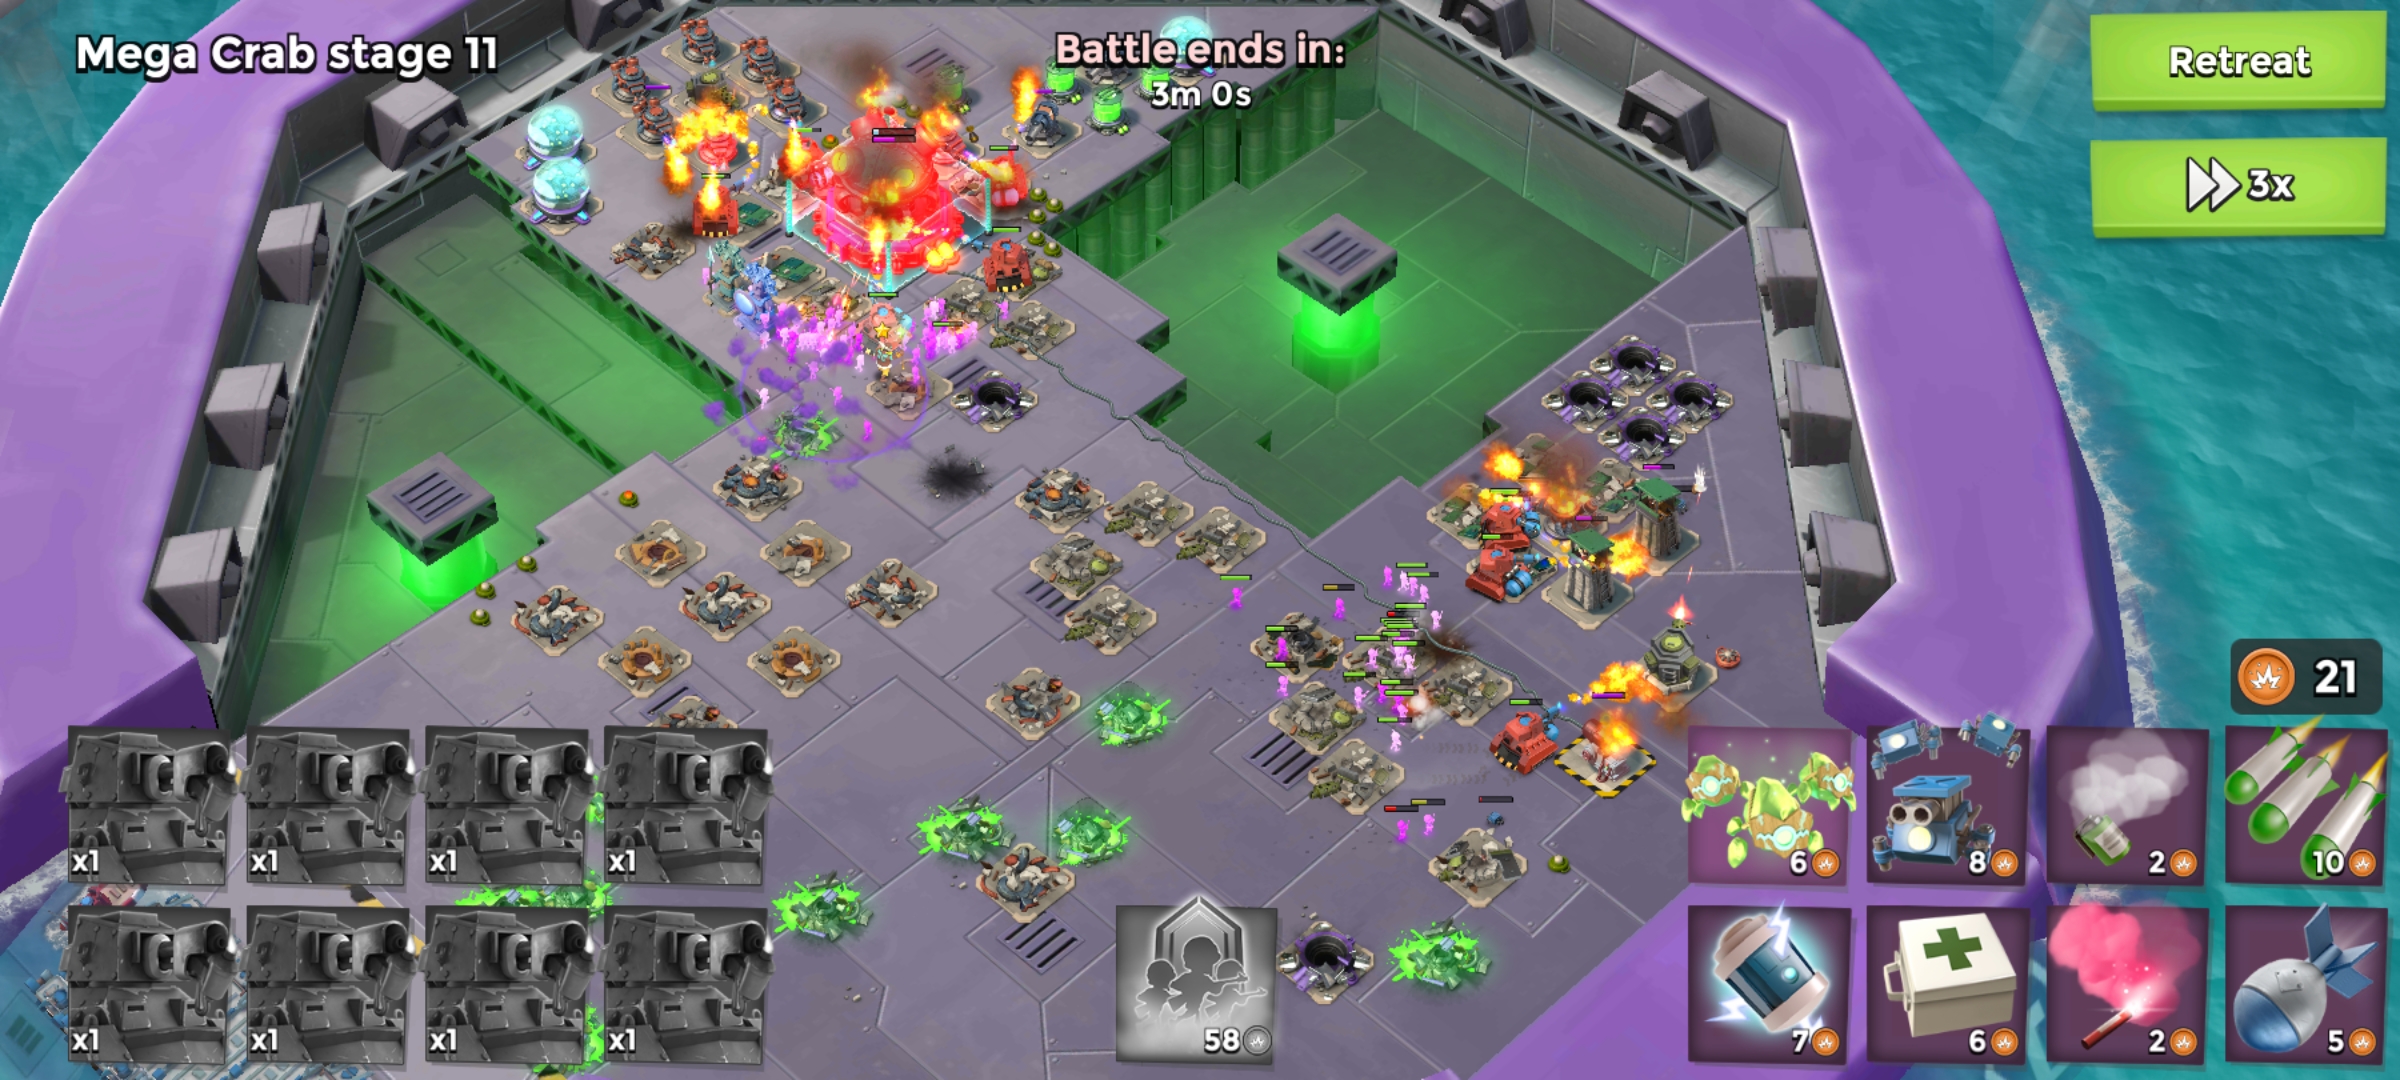 Mega Crab stage 11
Battle ends in:
3m 0s
Retreat
3x
21
x1
x1
x1
x1
6
8
2
10
x1
x1
x1
x1
58
7
6
2
5